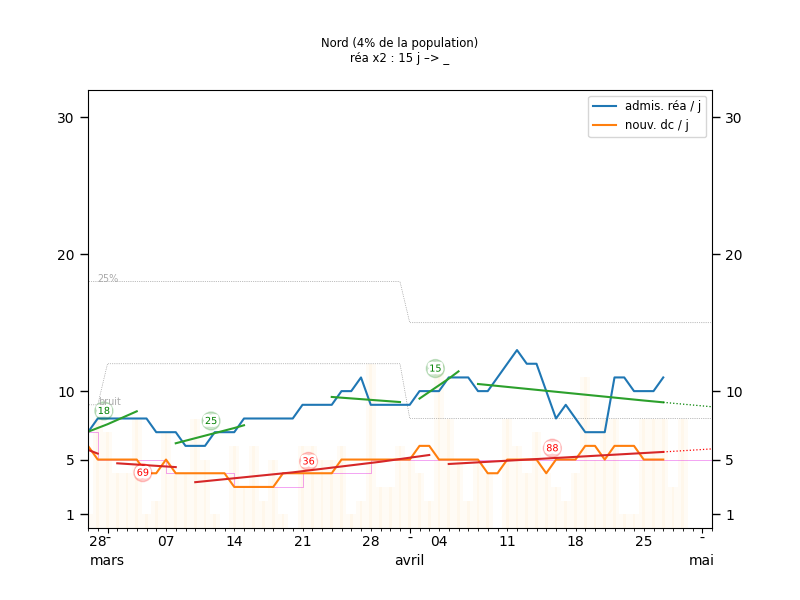 Nord (4% de la population)
réa x2 : 15 j –> _
admis. réa / j
nouv. dc / j
30
30
25%
20
20
bruit
18
25
15
10
10
69
36
88
5
5
1
1
28 - 07 14 21 28 - 04 11 18 25 -
mars avril mai